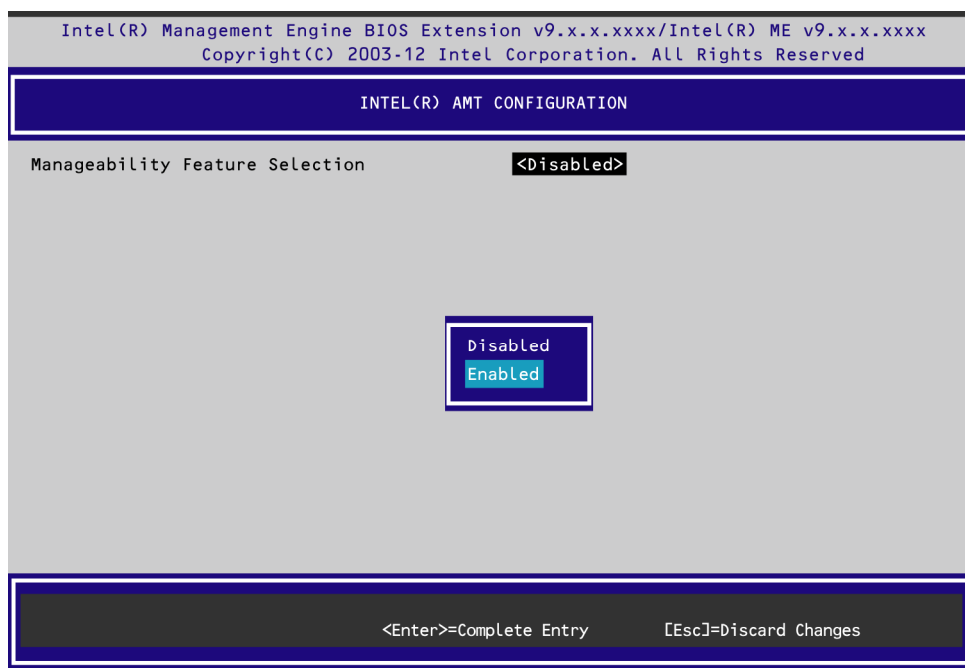 Intel(R) Management Engine BIOS Extension v9.x.x.xxxx/Intel(R) ME v9.x.x.xxxx
Copyright(C) 2003-12 Intel Corporation. All Rights Reserved
INTEL(R) AMT CONFIGURATION
Manageability Feature Selection <Disabled>
Disabled
Enabled
<Enter>=Complete Entry [Esc]=Discard Changes